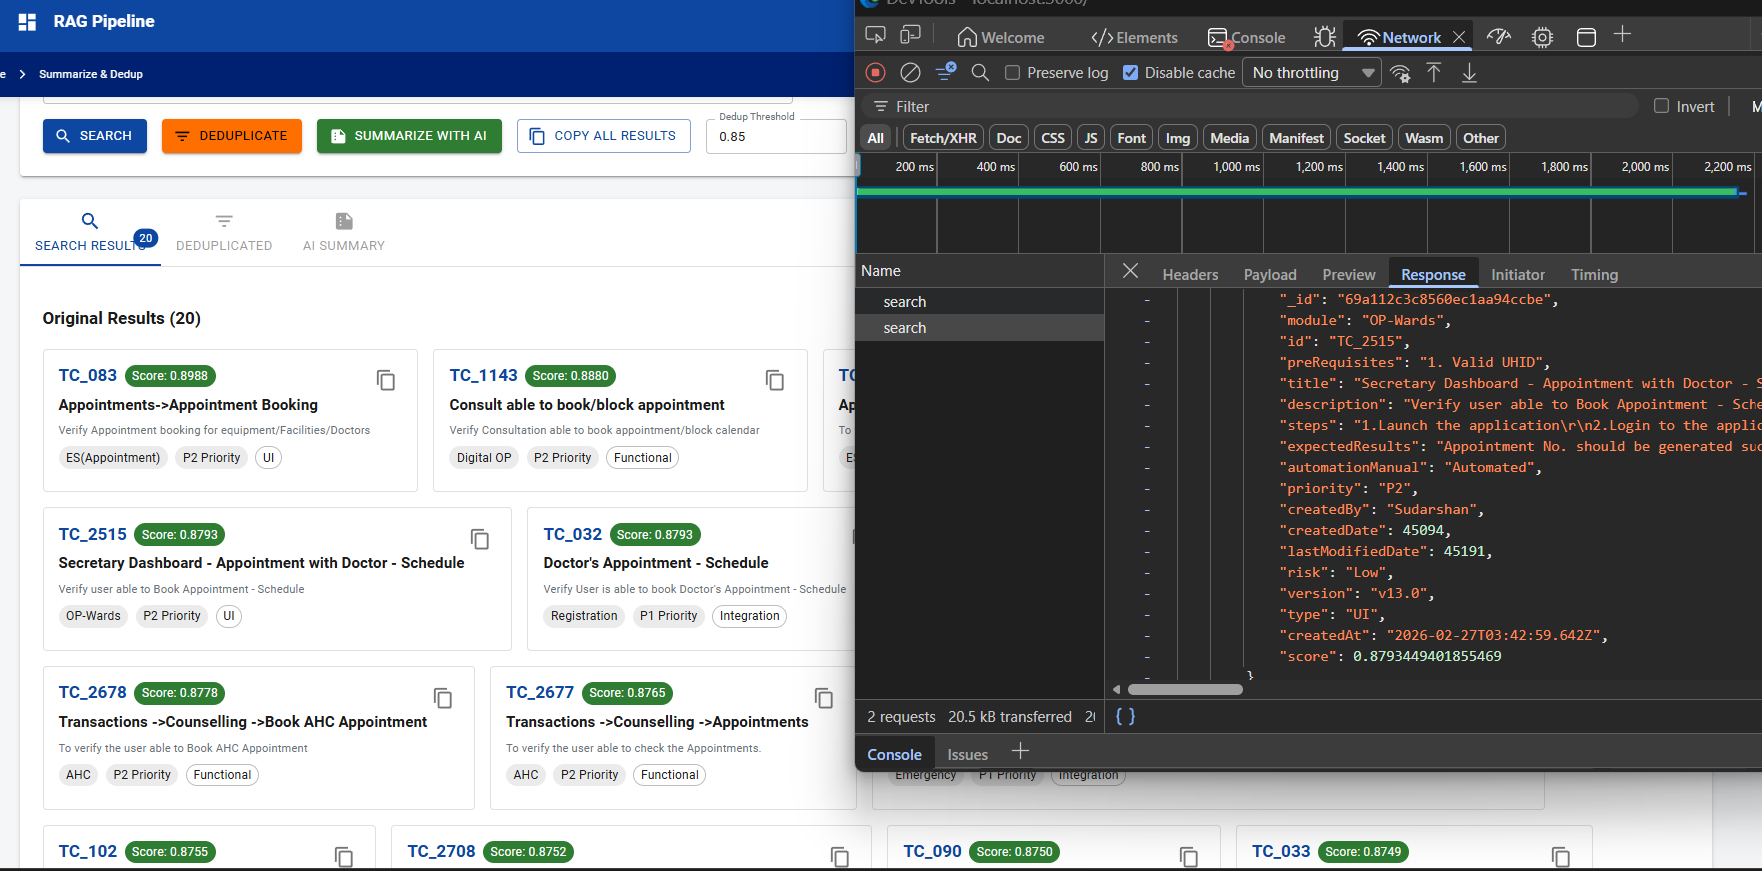 RAG Pipeline
e > Summarize & Dedup
SEARCH
DEDUPLICATE
SUMMARIZE WITH AI
COPY ALL RESULTS
Dedup Threshold
0.85
SEARCH RESULTS
20
DEDUPLICATED
AI SUMMARY
Original Results (20)
TC_083 Score: 0.8988
Appointments->Appointment Booking
Verify Appointment booking for equipment/Facilities/Doctors
ES(Appointment) P2 Priority UI
TC_1143 Score: 0.8880
Consult able to book/block appointment
Verify Consultation able to book appointment/block calendar
Digital OP P2 Priority Functional
To
TC_2515 Score: 0.8793
Secretary Dashboard - Appointment with Doctor - Schedule
Verify user able to Book Appointment - Schedule
OP-Wards P2 Priority UI
TC_032 Score: 0.8793
Doctor's Appointment - Schedule
Verify User is able to book Doctor's Appointment - Schedule
Registration P1 Priority Integration
TC_2678 Score: 0.8778
Transactions ->Counselling ->Book AHC Appointment
To verify the user able to Book AHC Appointment
AHC P2 Priority Functional
TC_2677 Score: 0.8765
Transactions ->Counselling ->Appointments
To verify the user able to check the Appointments.
AHC P2 Priority Functional
Emergency P1 Priority Integration
TC_102 Score: 0.8755
TC_2708 Score: 0.8752
TC_090 Score: 0.8750
TC_033 Score: 0.8749
DevTools - localhost:3000/
Welcome
</>Elements
Console
Network
Preserve log
Disable cache
No throttling
Filter
Invert
All
Fetch/XHR
Doc
CSS
JS
Font
Img
Media
Manifest
Socket
Wasm
Other
200 ms
400 ms
600 ms
800 ms
1,000 ms
1,200 ms
1,400 ms
1,600 ms
1,800 ms
2,000 ms
2,200 ms
Name
search
search
Headers
Payload
Preview
Response
Initiator
Timing
"_id": "69a112c3c8560ec1aa94ccbe",
"module": "OP-Wards",
"id": "TC_2515",
"preRequisites": "1. Valid UHID",
"title": "Secretary Dashboard - Appointment with Doctor - S
"description": "Verify user able to Book Appointment - Sche
"steps": "1.Launch the application\r\n2.Login to the applic
"expectedResults": "Appointment No. should be generated suc
"automationManual": "Automated",
"priority": "P2",
"createdBy": "Sudarshan",
"createdDate": 45094,
"lastModifiedDate": 45191,
"risk": "Low",
"version": "v13.0",
"type": "UI",
"createdAt": "2026-02-27T03:42:59.642Z",
"score": 0.8793449401855469
}
2 requests
20.5 kB transferred
{ }
Console
Issues